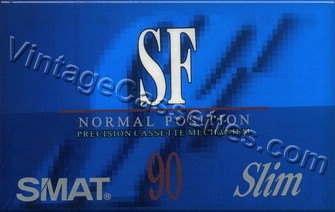 VintageCassettes.com
SF
NORMAL POSITION
PRECISION CASSETTE MECHANISM
90
SMAT® Slim